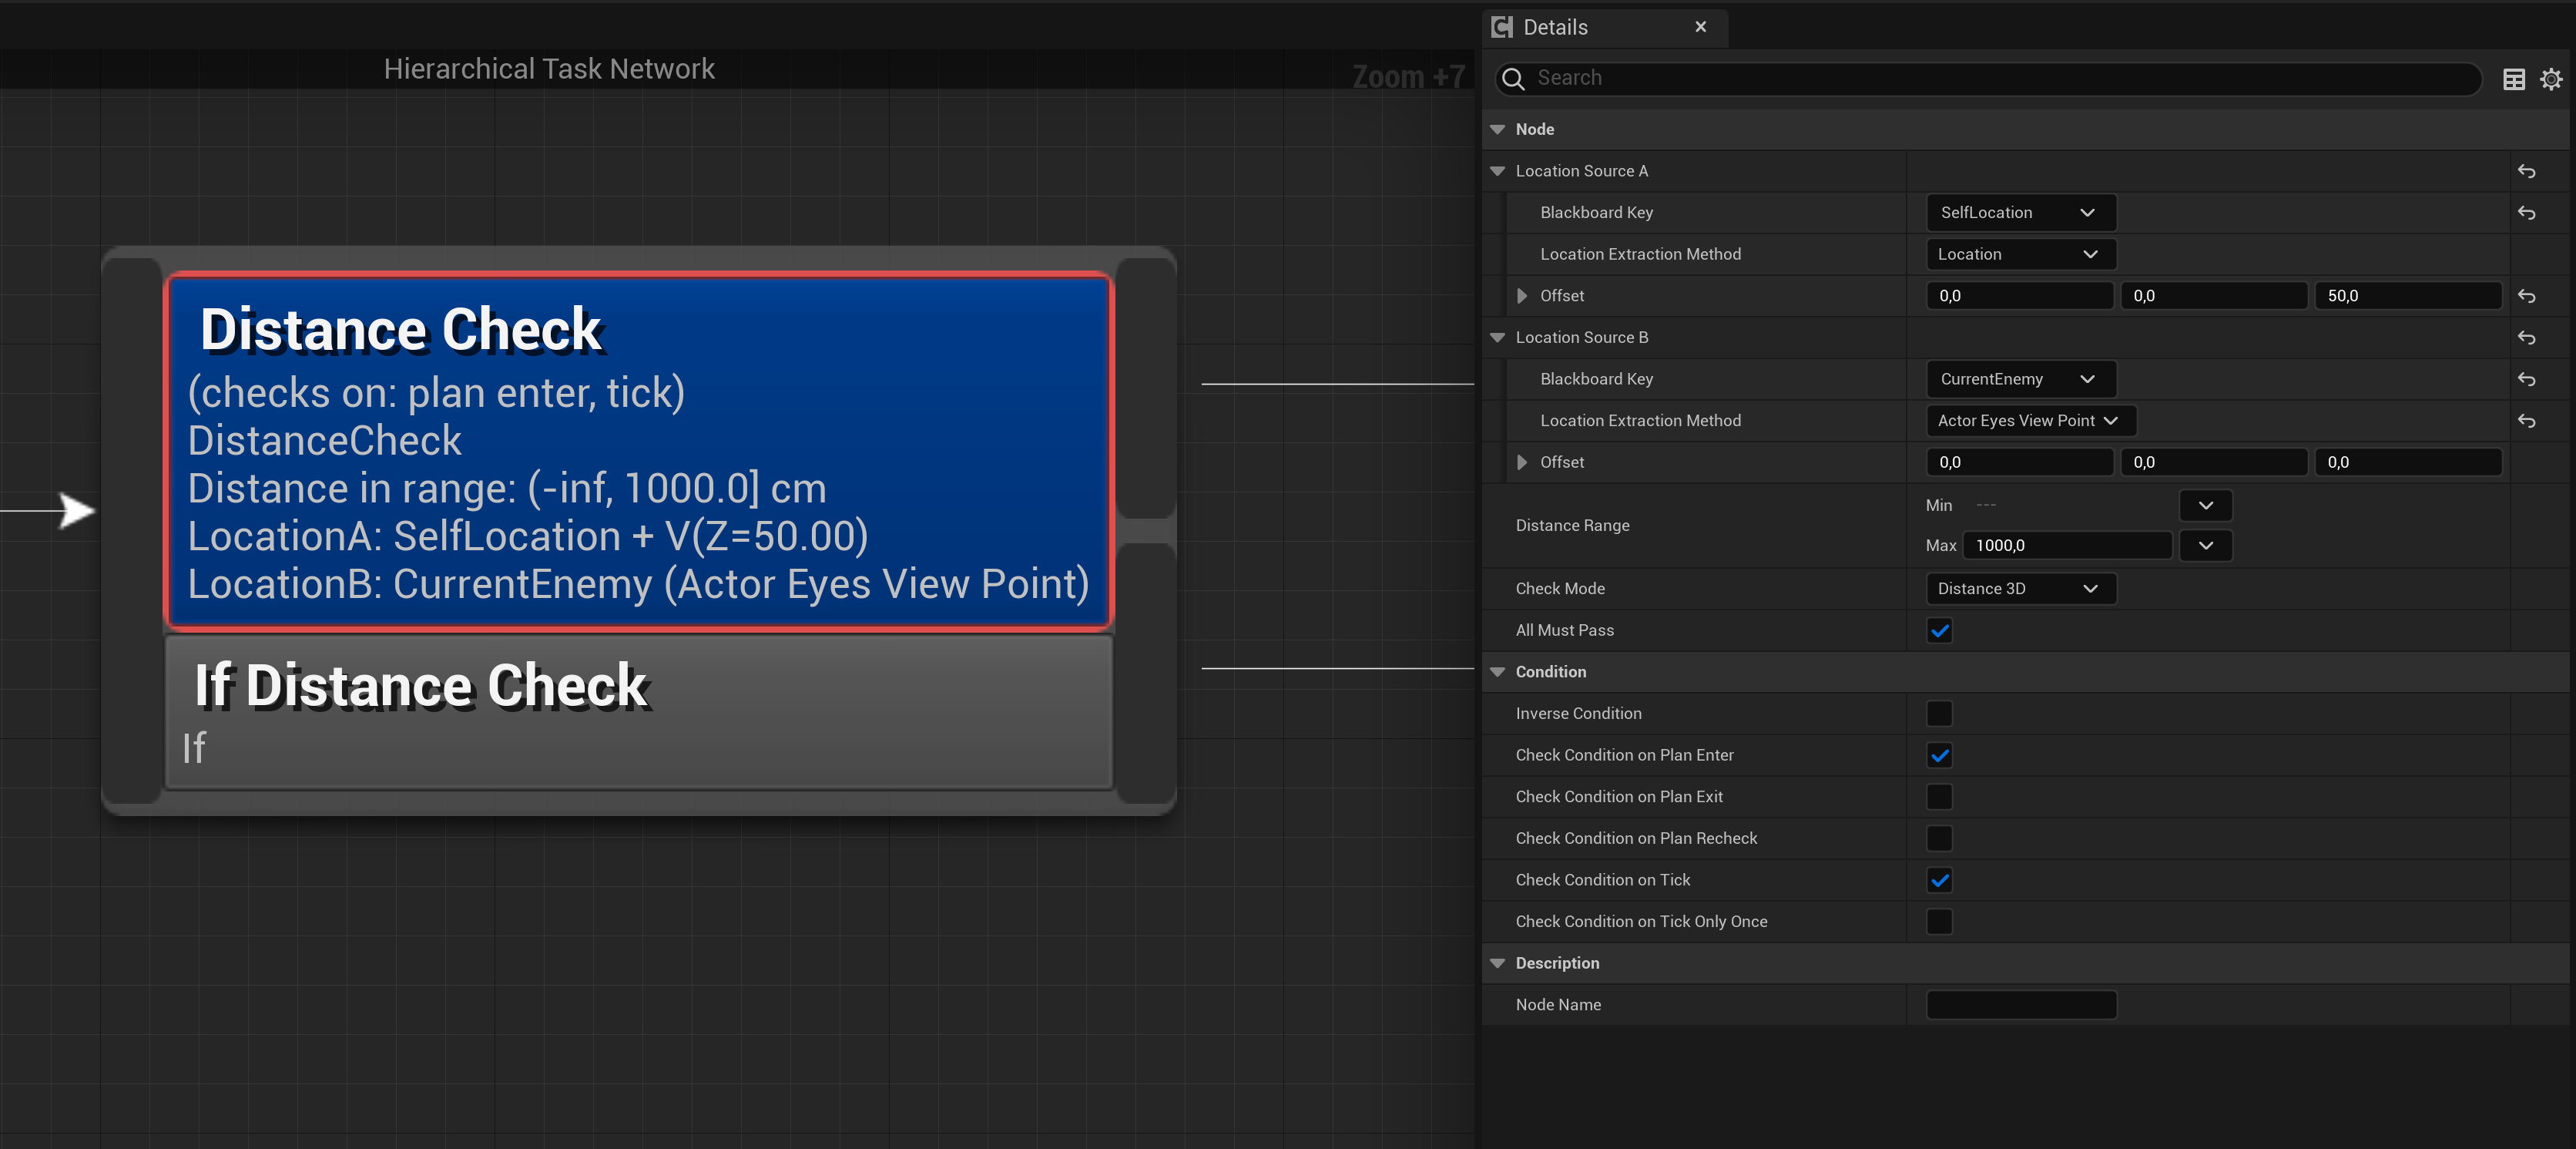 Hierarchical Task Network
Zoom +7
Distance Check
(checks on: plan enter, tick)
DistanceCheck
Distance in range: (-inf, 1000.0] cm
LocationA: SelfLocation + V(Z=50.00)
LocationB: CurrentEnemy (Actor Eyes View Point)
If Distance Check
If
Details
Search
Node
Location Source A
Blackboard Key SelfLocation
Location Extraction Method Location
Offset 0,0 0,0 50,0
Location Source B
Blackboard Key CurrentEnemy
Location Extraction Method Actor Eyes View Point
Offset 0,0 0,0 0,0
Distance Range
Min ---
Max 1000,0
Check Mode Distance 3D
All Must Pass
Condition
Inverse Condition
Check Condition on Plan Enter
Check Condition on Plan Exit
Check Condition on Plan Recheck
Check Condition on Tick
Check Condition on Tick Only Once
Description
Node Name